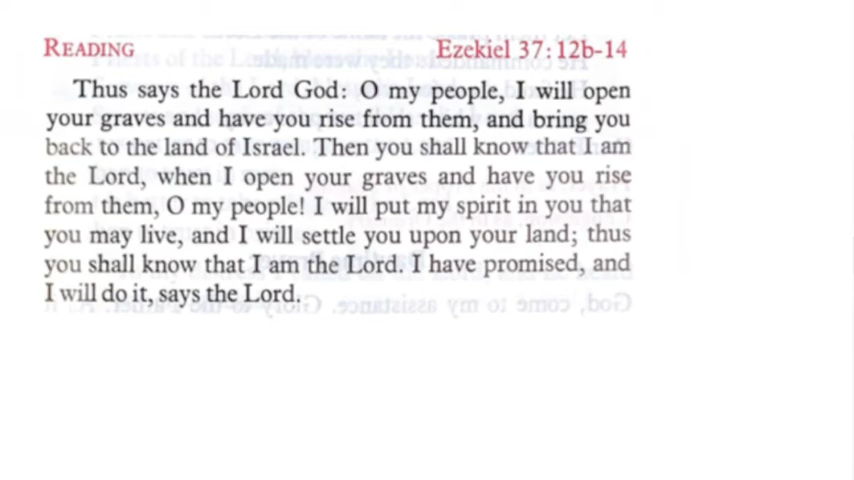 READING Ezekiel 37:12b-14
Thus says the Lord God: O my people, I will open
your graves and have you rise from them, and bring you
back to the land of Israel. Then you shall know that I am
the Lord, when I open your graves and have you rise
from them, O my people! I will put my spirit in you that
you may live, and I will settle you upon your land; thus
you shall know that I am the Lord. I have promised, and
I will do it, says the Lord.